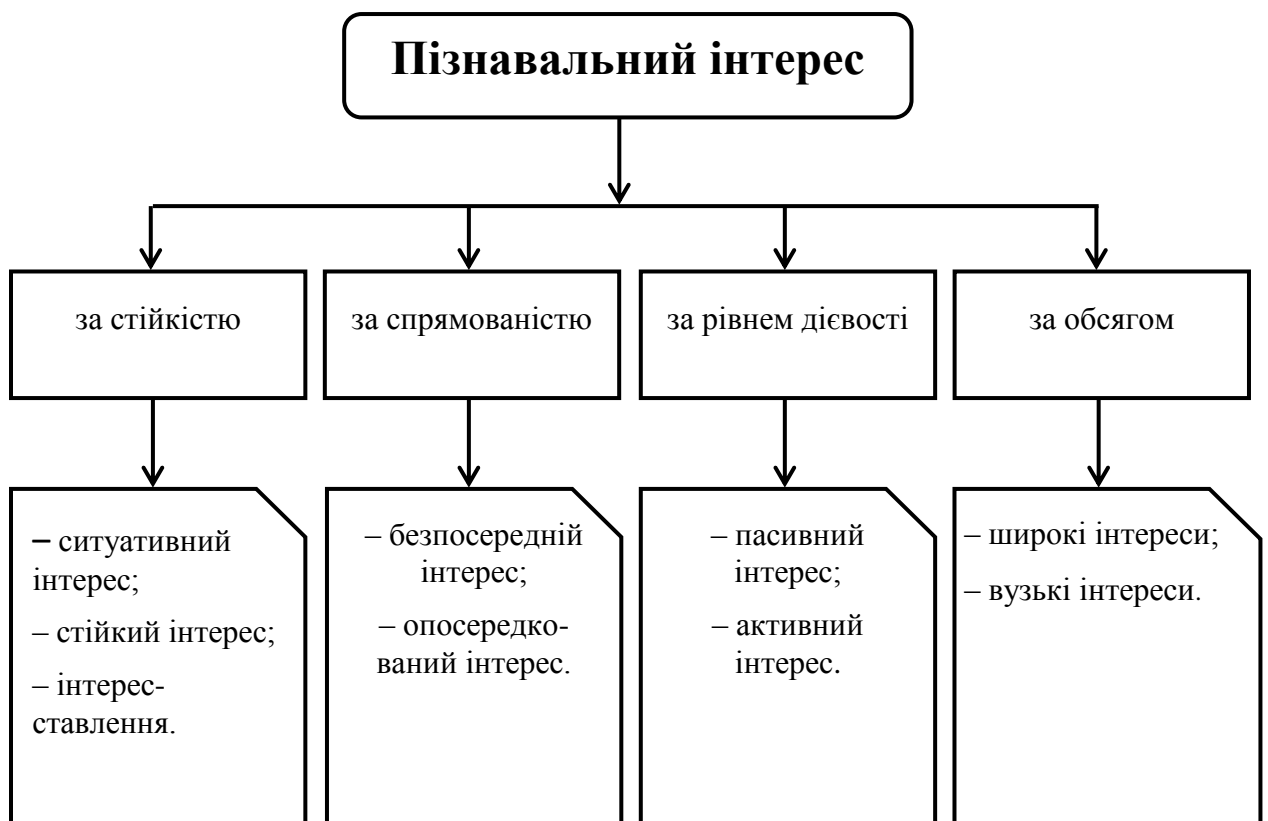 Пізнавальний інтерес
за стійкістю
за спрямованістю
за рівнем дієвості
за обсягом
– ситуативний
інтерес;
– стійкий інтерес;
– інтерес-
ставлення.
– безпосередній
інтерес;
– опосередко-
ваний інтерес.
– пасивний
інтерес;
– активний
інтерес.
– широкі інтереси;
– вузькі інтереси.